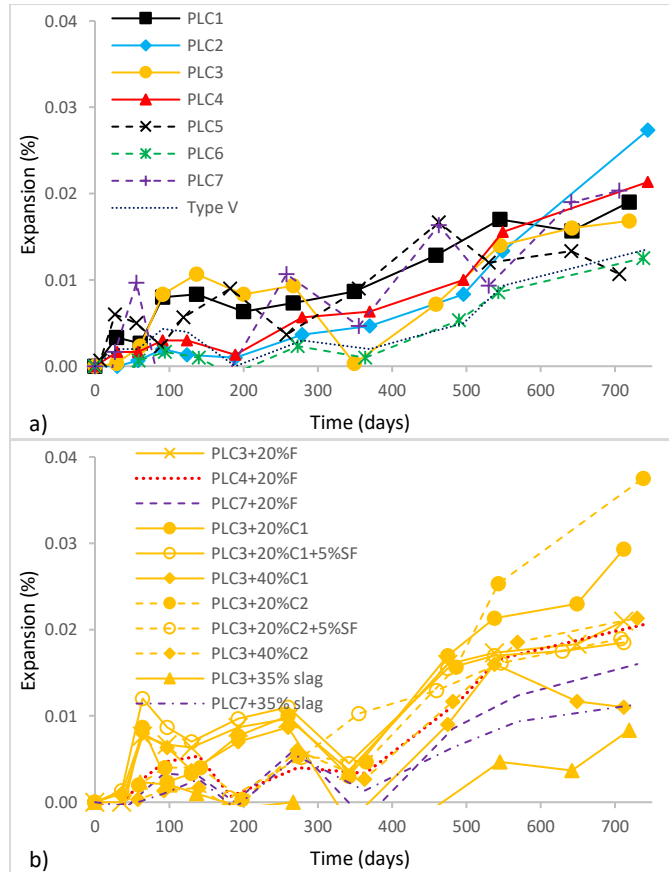 0.04
0.03
0.02
0.01
0.00
Expansion (%)
PLC1
PLC2
PLC3
PLC4
PLC5
PLC6
PLC7
Type V
0 100 200 300 400 500 600 700
Time (days)
a)
0.04
0.03
0.02
0.01
0.00
Expansion (%)
PLC3+20%F
PLC4+20%F
PLC7+20%F
PLC3+20%C1
PLC3+20%C1+5%SF
PLC3+40%C1
PLC3+20%C2
PLC3+20%C2+5%SF
PLC3+40%C2
PLC3+35% slag
PLC7+35% slag
0 100 200 300 400 500 600 700
Time (days)
b)